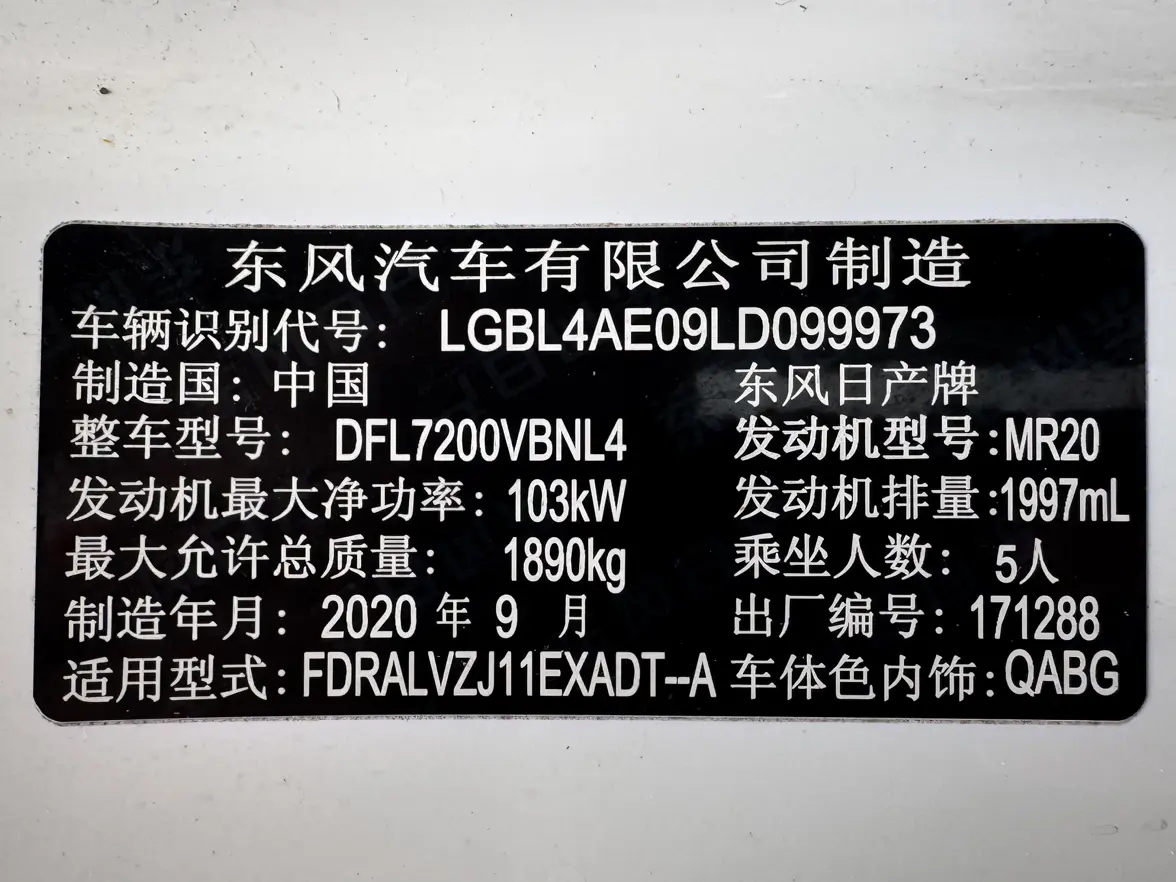 东风汽车有限公司制造
车辆识别代号： LGBL4AE09LD099973
制造国：中国 东风日产牌
整车型号： DFL7200VBNL4 发动机型号：MR20
发动机最大净功率：103kW 发动机排量：1997mL
最大允许总质量： 1890kg 乘坐人数： 5人
制造年月： 2020 年 9 月 出厂编号：171288
适用型式：FDRALVZJ11EXADT--A 车体色内饰：QABG